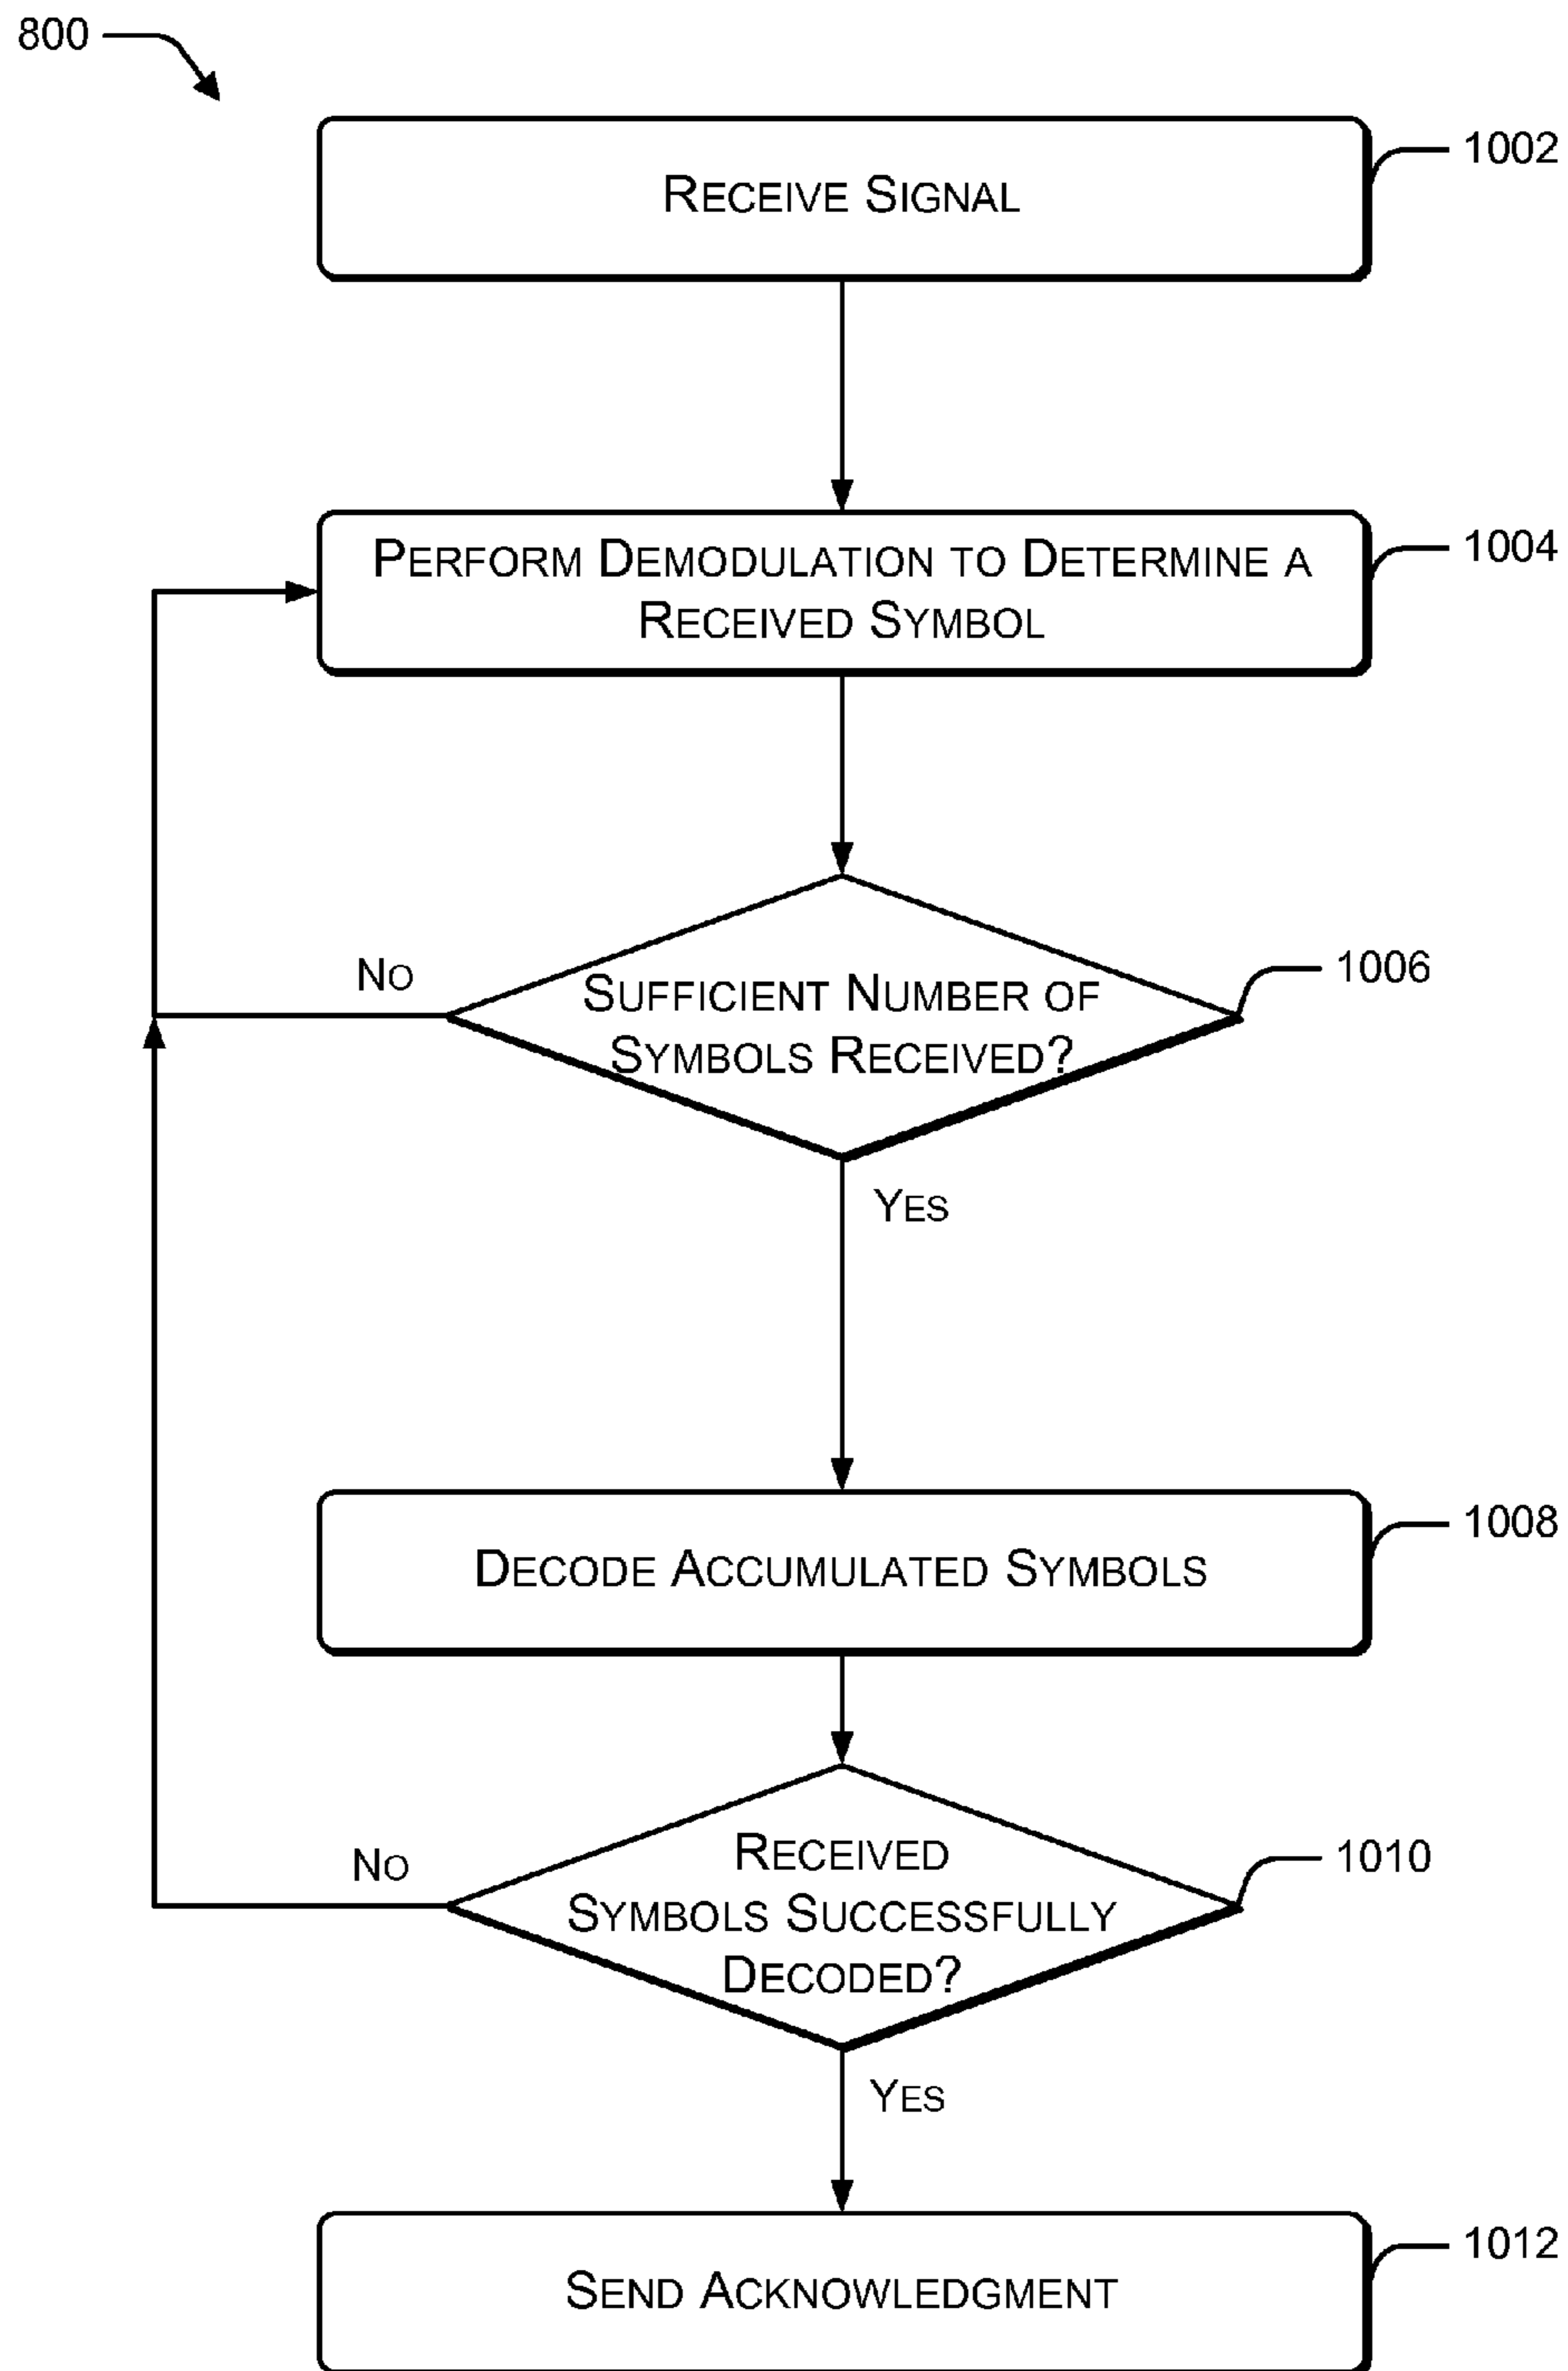 800
RECEIVE SIGNAL
1002
PERFORM DEMODULATION TO DETERMINE A
RECEIVED SYMBOL
1004
NO
SUFFICIENT NUMBER OF
SYMBOLS RECEIVED?
1006
YES
DECODE ACCUMULATED SYMBOLS
1008
NO
RECEIVED
SYMBOLS SUCCESSFULLY
DECODED?
1010
YES
SEND ACKNOWLEDGMENT
1012